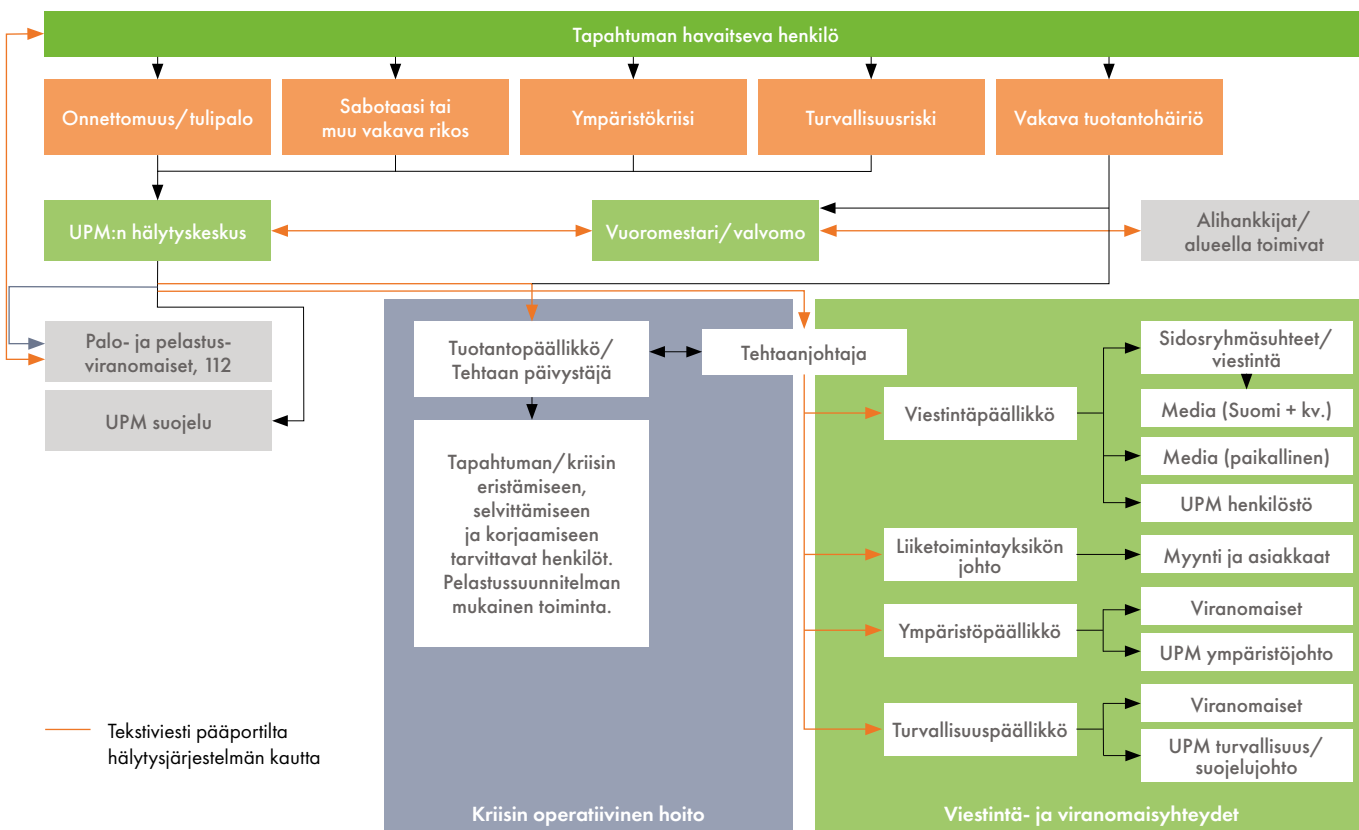 Tapahtuman havaitseva henkilö
Onnettomuus/tulipalo
Sabotaasi tai
muu vakava rikos
Ympäristökriisi
Turvallisuusriski
Vakava tuotantohäiriö
UPM:n hälytyskeskus
Vuoromestari/valvomo
Alihankkijat/
alueella toimivat
Palo- ja pelastus-
viranomaiset, 112
UPM suojelu
Tuotantopäällikkö/
Tehtaan päivystäjä
Tehtaanjohtaja
Tapahtuman/kriisin
eristämiseen,
selvittämiseen
ja korjaamiseen
tarvittavat henkilöt.
Pelastussuunnitelman
mukainen toiminta.
Viestintäpäällikkö
Sidosryhmäsuhteet/
viestintä
Media (Suomi + kv.)
Media (paikallinen)
UPM henkilöstö
Liiketoimintayksikön
johto
Myynti ja asiakkaat
Ympäristöpäällikkö
Viranomaiset
UPM ympäristöjohto
Turvallisuuspäällikkö
Viranomaiset
UPM turvallisuus/
suojelujohto
Tekstiviesti pääportilta
hälytysjärjestelmän kautta
Kriisin operatiivinen hoito
Viestintä- ja viranomaisyhteydet